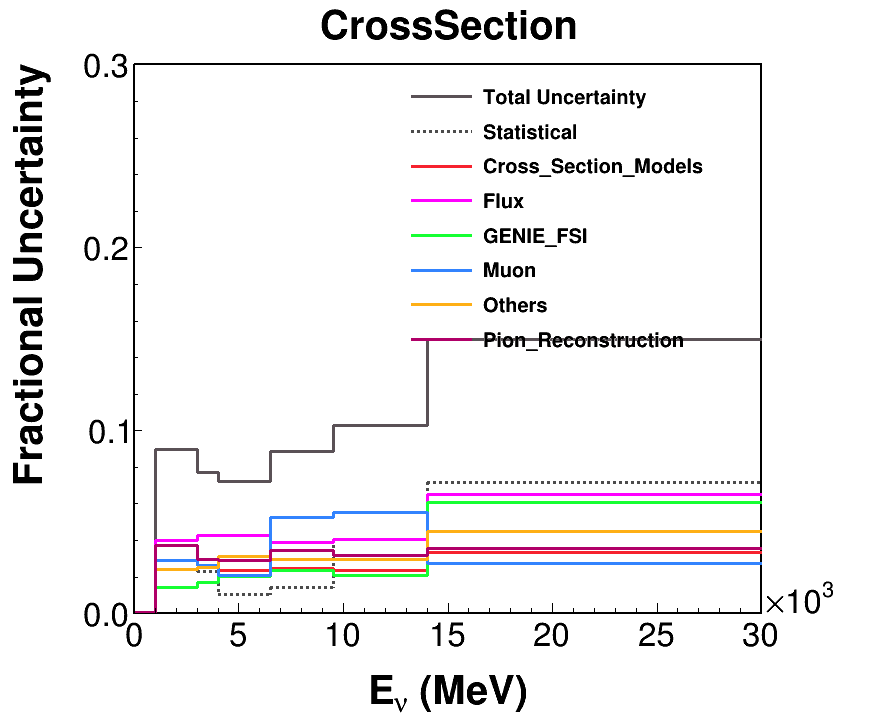 CrossSection
Fractional Uncertainty
0.3
0.2
0.1
0.0
Total Uncertainty
Statistical
Cross_Section_Models
Flux
GENIE_FSI
Muon
Others
Pion_Reconstruction
0 5 10 15 20 25 30
×10³
Eν (MeV)